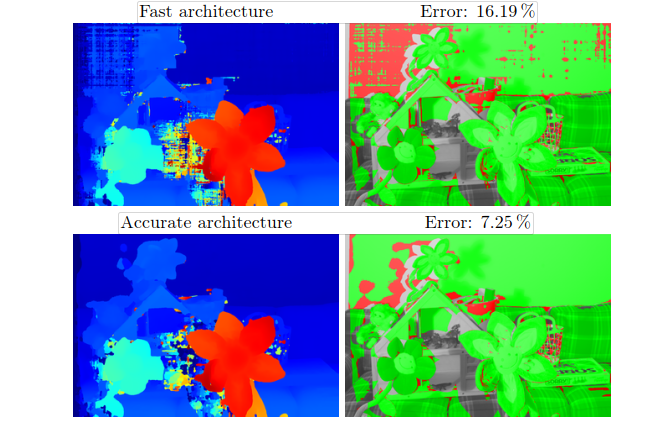 Fast architecture
Error: 16.19 %
Accurate architecture
Error: 7.25 %